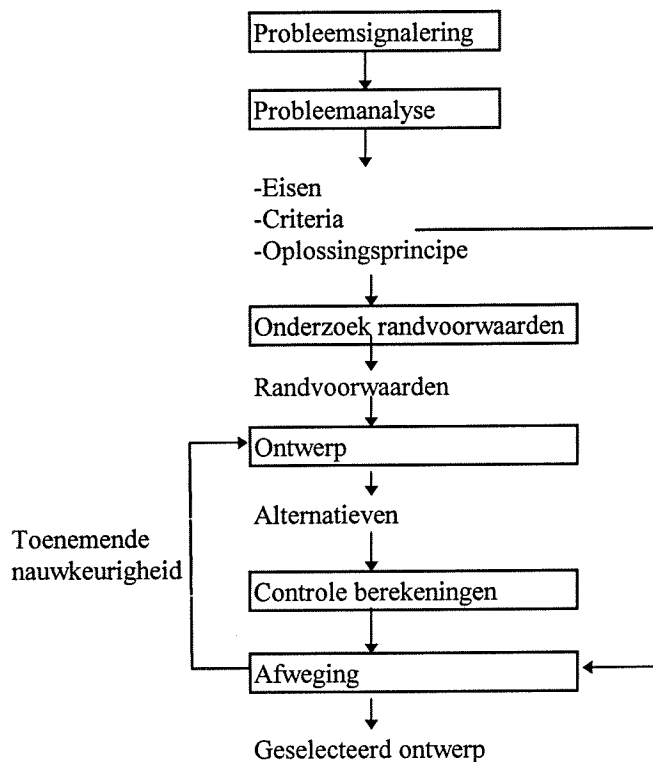 Probleemsignalering
Probleemanalyse
-Eisen
-Criteria
-Oplossingsprincipe
Onderzoek randvoorwaarden
Randvoorwaarden
Ontwerp
Alternatieven
Toenemende
nauwkeurigheid
Controle berekeningen
Afweging
Geselecteerd ontwerp